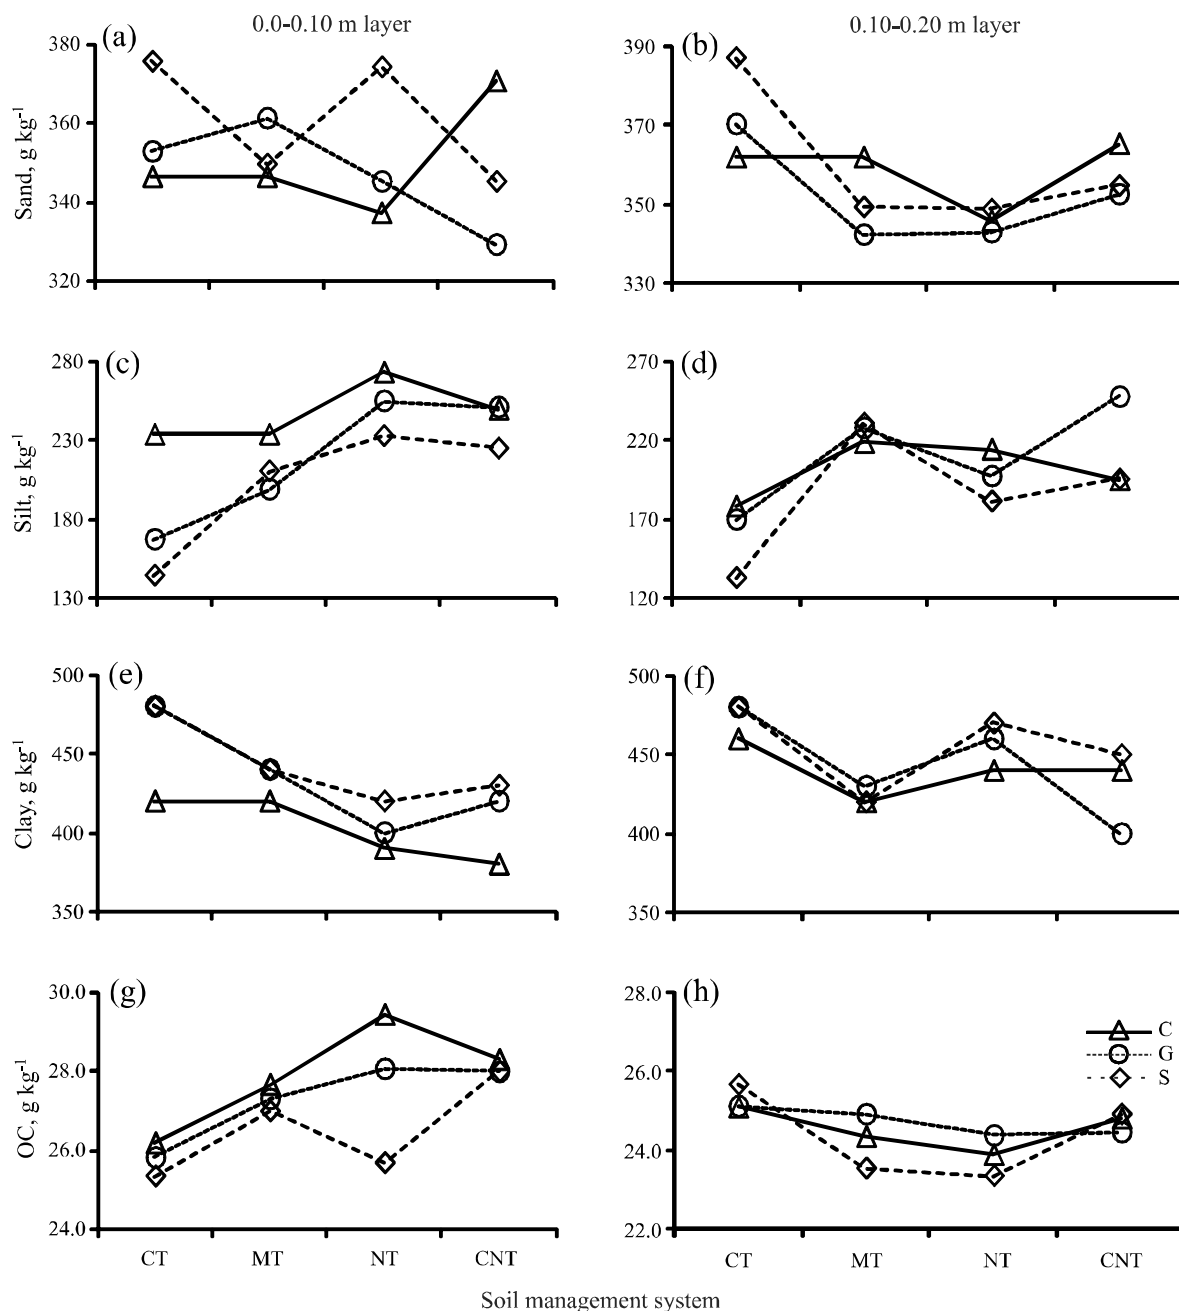 0.0-0.10 m layer
0.10-0.20 m layer
(a)
380
360
340
320
Sand, g kg⁻¹
(b)
390
370
350
330
(c)
280
230
180
130
Silt, g kg⁻¹
(d)
270
220
170
120
(e)
500
450
400
350
Clay, g kg⁻¹
(f)
500
450
400
350
(g)
30.0
28.0
26.0
24.0
OC, g kg⁻¹
CT MT NT CNT
(h)
28.0
26.0
24.0
22.0
C
G
S
CT MT NT CNT
Soil management system